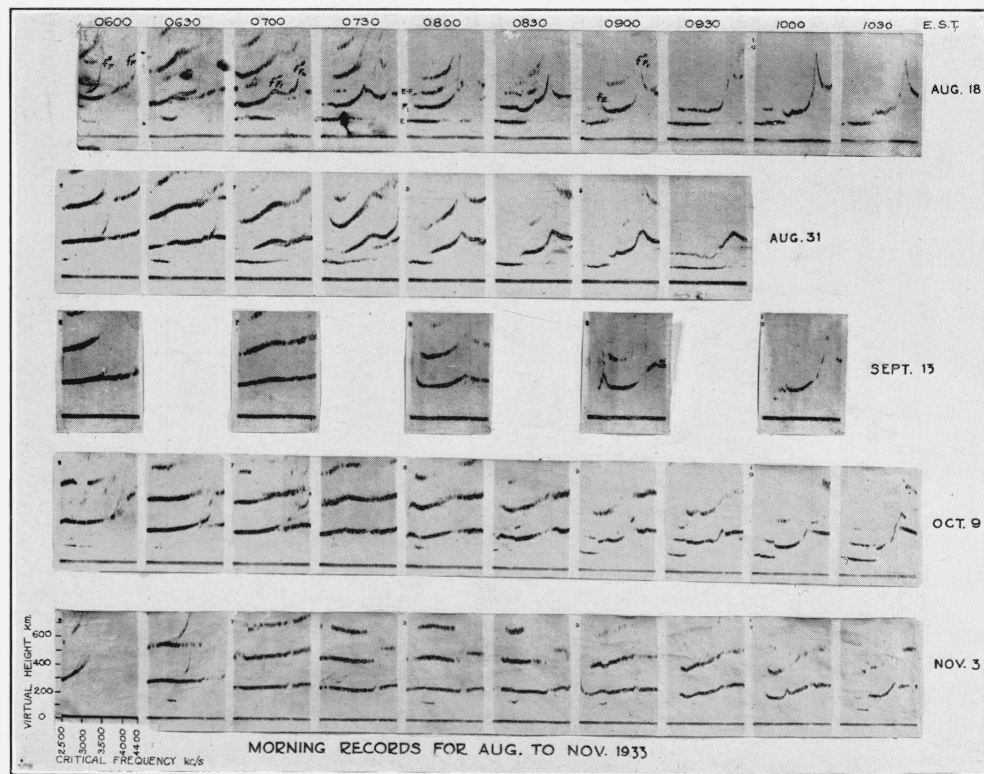 0600 0630 0700 0730 0800 0830 0900 0930 1000 1030 E.S.T.
AUG. 18
AUG. 31
SEPT. 13
OCT. 9
NOV. 3
VIRTUAL HEIGHT km.
600
400
200
0
2500 3000 3500 4000 4400
CRITICAL FREQUENCY kc/s
MORNING RECORDS FOR AUG. TO NOV. 1933